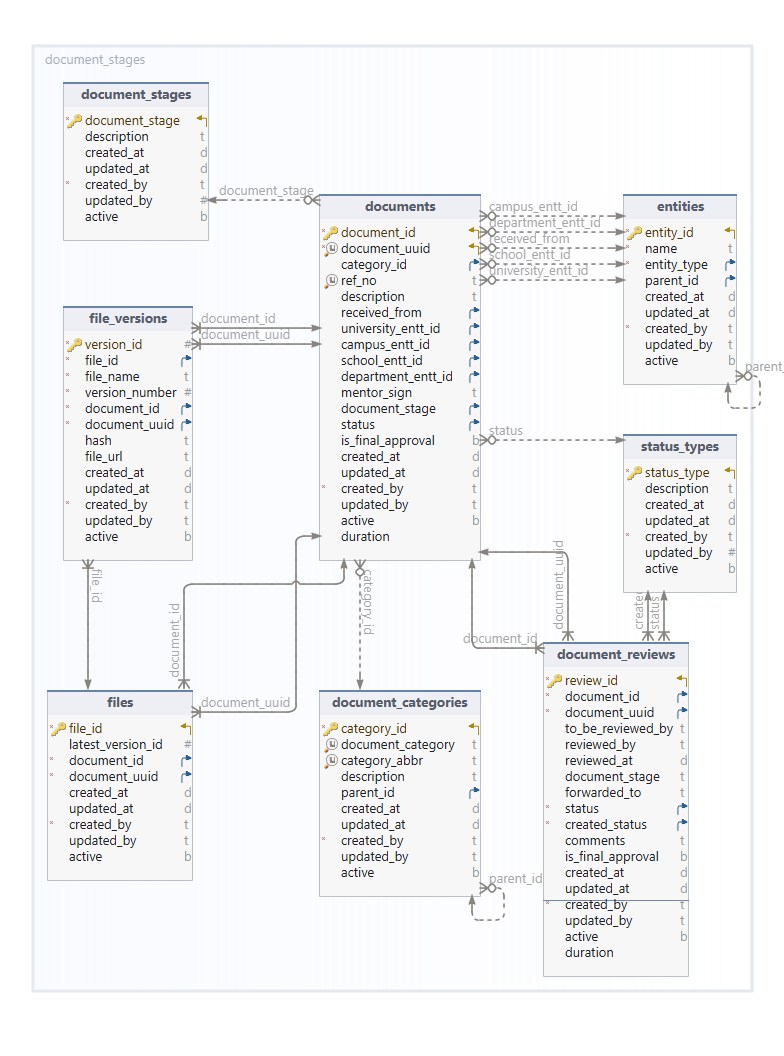 document_stages
document_stages
document_stage
description t
created_at d
updated_at d
created_by t
updated_by #
active b
document_stage
documents
document_id
document_uuid
category_id
ref_no t
description t
received_from
university_entt_id
campus_entt_id
school_entt_id
department_entt_id
mentor_sign t
document_stage
status
is_final_approval b
created_at d
updated_at d
created_by t
updated_by t
active b
duration
campus_entt_id
department_entt_id
received_from
school_entt_id
university_entt_id
entities
entity_id
name t
entity_type
parent_id
created_at d
updated_at d
created_by t
updated_by t
active b
parent_
file_versions
version_id #
file_id
file_name t
version_number #
document_id
document_uuid
hash t
file_url t
created_at d
updated_at d
created_by t
updated_by t
active b
document_id
document_uuid
status
status_types
status_type
description t
created_at d
updated_at d
created_by t
updated_by #
active b
file_id
document_id
category_id
document_uuid
document_id
create
status
document_uuid
files
file_id
latest_version_id #
document_id
document_uuid
created_at d
updated_at d
created_by t
updated_by t
active b
document_categories
category_id
document_category t
category_abbr t
description t
parent_id
created_at d
updated_at d
created_by t
updated_by t
active b
parent_id
document_reviews
review_id
document_id
document_uuid
to_be_reviewed_by t
reviewed_by t
reviewed_at d
document_stage t
forwarded_to t
status
created_status
comments t
is_final_approval b
created_at d
updated_at d
created_by t
updated_by t
active b
duration